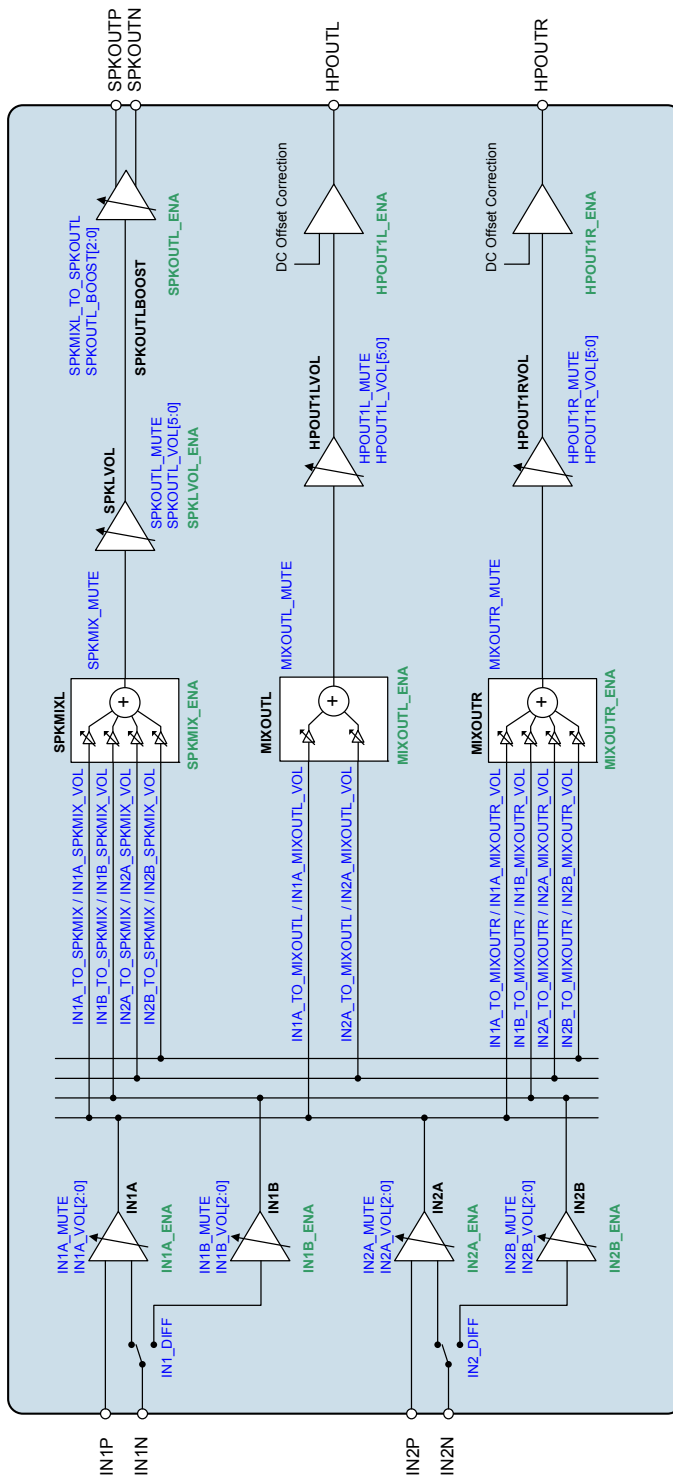 IN1P
IN1N
IN2P
IN2N
IN1A_MUTE
IN1A_VOL[2:0]
IN1A
IN1A_ENA
IN1_DIFF
IN1B_MUTE
IN1B_VOL[2:0]
IN1B
IN1B_ENA
IN2A_MUTE
IN2A_VOL[2:0]
IN2A
IN2A_ENA
IN2_DIFF
IN2B_MUTE
IN2B_VOL[2:0]
IN2B
IN2B_ENA
IN1A_TO_SPKMIX / IN1A_SPKMIX_VOL
IN1B_TO_SPKMIX / IN1B_SPKMIX_VOL
IN2A_TO_SPKMIX / IN2A_SPKMIX_VOL
IN2B_TO_SPKMIX / IN2B_SPKMIX_VOL
SPKMIXL
+
SPKMIX_ENA
SPKMIX_MUTE
SPKLVOL
SPKOUTL_MUTE
SPKOUTL_VOL[5:0]
SPKLVOL_ENA
SPKMIXL_TO_SPKOUTL
SPKOUTL_BOOST[2:0]
SPKOUTLBOOST
SPKOUTL_ENA
SPKOUTP
SPKOUTN
IN1A_TO_MIXOUTL / IN1A_MIXOUTL_VOL
IN2A_TO_MIXOUTL / IN2A_MIXOUTL_VOL
MIXOUTL
+
MIXOUTL_ENA
MIXOUTL_MUTE
HPOUT1LVOL
HPOUT1L_MUTE
HPOUT1L_VOL[5:0]
DC Offset Correction
HPOUT1L_ENA
HPOUTL
IN1A_TO_MIXOUTR / IN1A_MIXOUTR_VOL
IN1B_TO_MIXOUTR / IN1B_MIXOUTR_VOL
IN2A_TO_MIXOUTR / IN2A_MIXOUTR_VOL
IN2B_TO_MIXOUTR / IN2B_MIXOUTR_VOL
MIXOUTR
+
MIXOUTR_ENA
MIXOUTR_MUTE
HPOUT1RVOL
HPOUT1R_MUTE
HPOUT1R_VOL[5:0]
DC Offset Correction
HPOUT1R_ENA
HPOUTR